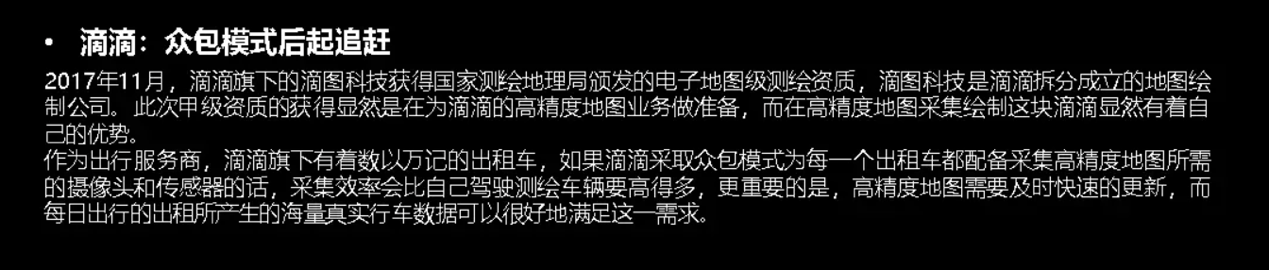 • 滴滴：众包模式后起追赶
2017年11月，滴滴旗下的滴图科技获得国家测绘地理局颁发的电子地图级测绘资质，滴图科技是滴滴拆分成立的地图绘
制公司。此次甲级资质的获得显然是在为滴滴的高精度地图业务做准备，而在高精度地图采集绘制这块滴滴显然有着自
己的优势。
作为出行服务商，滴滴旗下有着数以万记的出租车，如果滴滴采取众包模式为每一个出租车都配备采集高精度地图所需
的摄像头和传感器的话，采集效率会比自己驾驶测绘车辆要高得多，更重要的是，高精度地图需要及时快速的更新，而
每日出行的出租所产生的海量真实行车数据可以很好地满足这一需求。